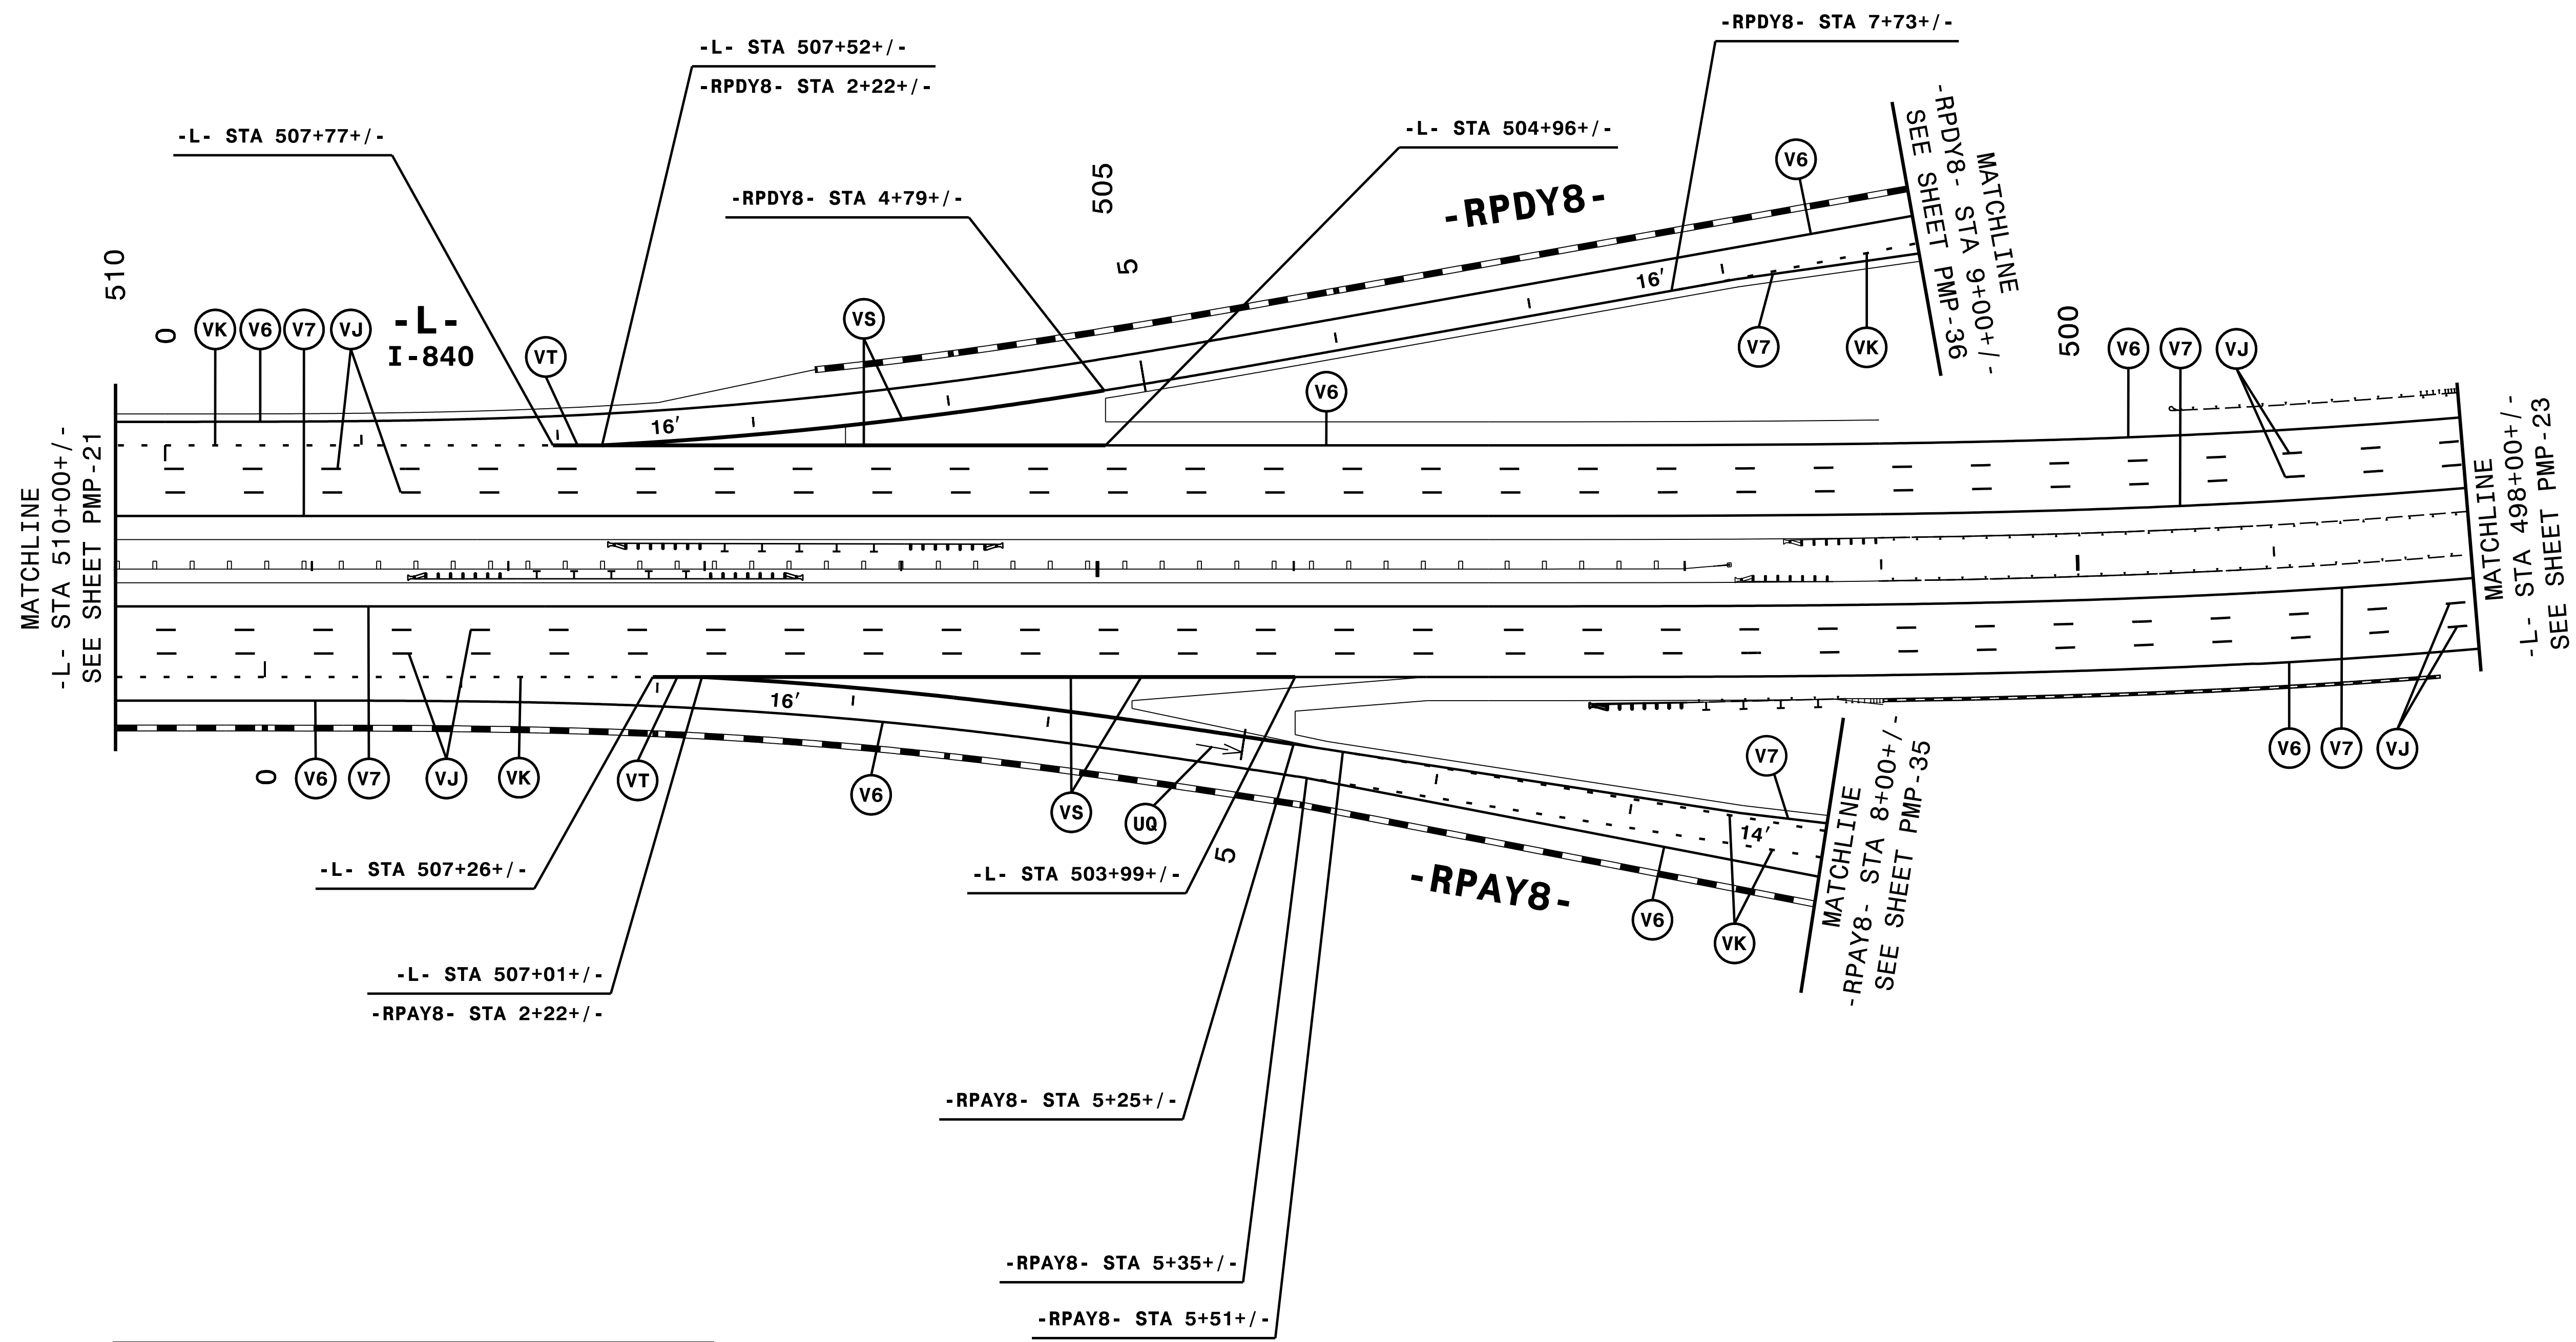 -RPDY8- STA 7+73+/-
-L- STA 507+52+/-
-RPDY8- STA 2+22+/-
-L- STA 507+77+/-
-L- STA 504+96+/-
-RPDY8- STA 4+79+/-
505
5
-RPDY8-
V6
16'
MATCHLINE
-RPDY8- STA 9+00+/-
SEE SHEET PMP-36
510
0
VK
V6
V7
VJ
-L-
I-840
VT
VS
V6
V7
VK
500
V6
V7
VJ
16'
MATCHLINE
-L- STA 510+00+/-
SEE SHEET PMP-21
MATCHLINE
-L- STA 498+00+/-
SEE SHEET PMP-23
16'
0
V6
V7
VJ
VK
VT
V6
VS
UQ
5
V7
14'
V6
VK
V6
V7
VJ
MATCHLINE
-RPAY8- STA 8+00+/-
SEE SHEET PMP-35
-L- STA 507+26+/-
-L- STA 503+99+/-
-RPAY8-
-L- STA 507+01+/-
-RPAY8- STA 2+22+/-
-RPAY8- STA 5+25+/-
-RPAY8- STA 5+35+/-
-RPAY8- STA 5+51+/-